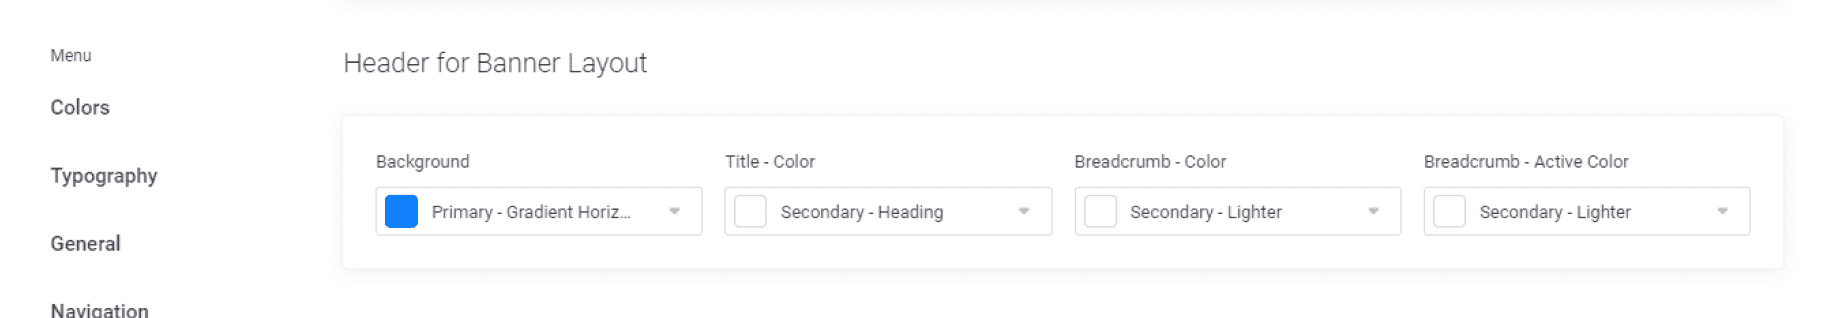 Menu
Colors
Typography
General
Navigation
Header for Banner Layout
Background
Primary - Gradient Horiz...
Title - Color
Secondary - Heading
Breadcrumb - Color
Secondary - Lighter
Breadcrumb - Active Color
Secondary - Lighter